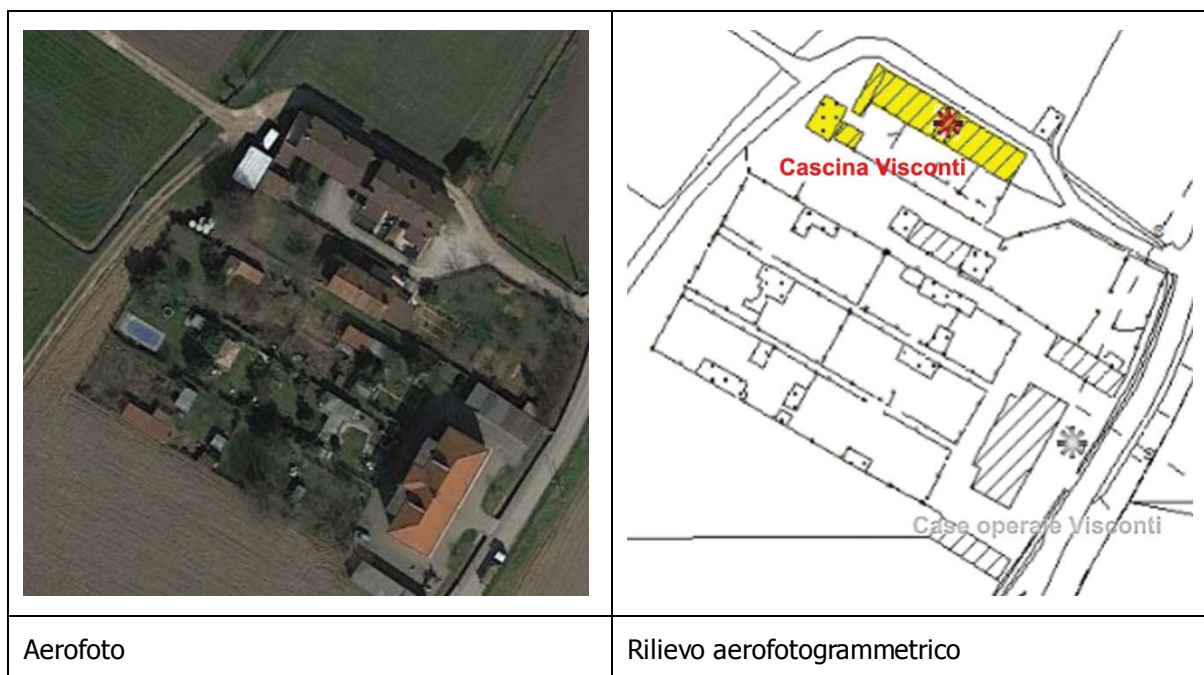 Cascina Visconti
Case operaie Visconti
Aerofoto
Rilievo aerofotogrammetrico